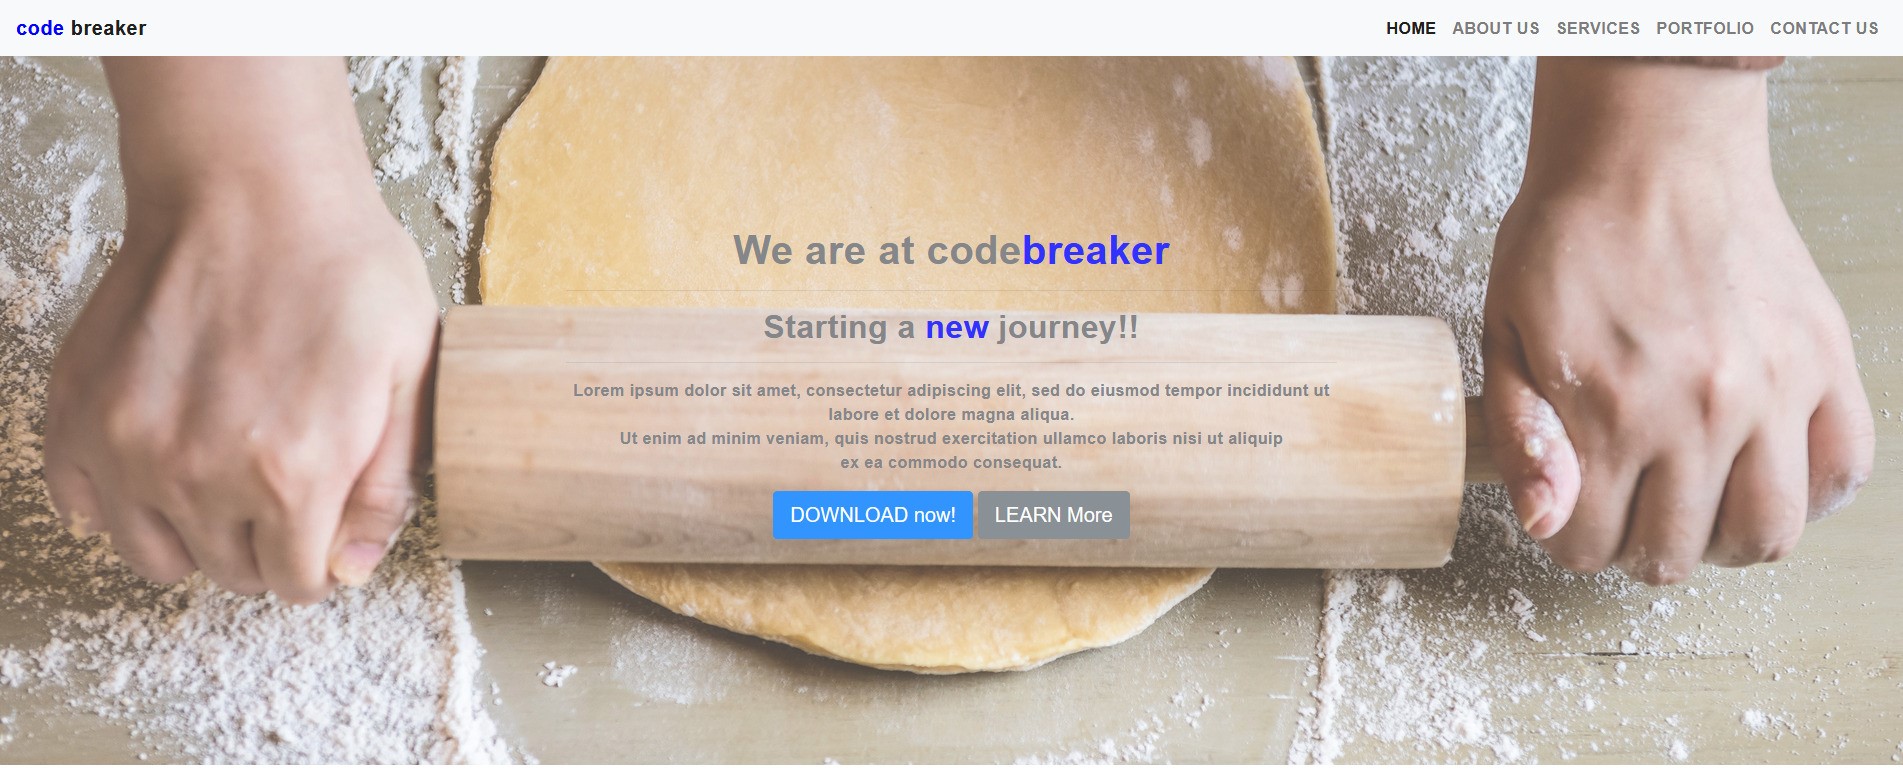 code breaker
HOME ABOUT US SERVICES PORTFOLIO CONTACT US
We are at codebreaker
Starting a new journey!!
Lorem ipsum dolor sit amet, consectetur adipiscing elit, sed do eiusmod tempor incididunt ut
labore et dolore magna aliqua.
Ut enim ad minim veniam, quis nostrud exercitation ullamco laboris nisi ut aliquip
ex ea commodo consequat.
DOWNLOAD now! LEARN More